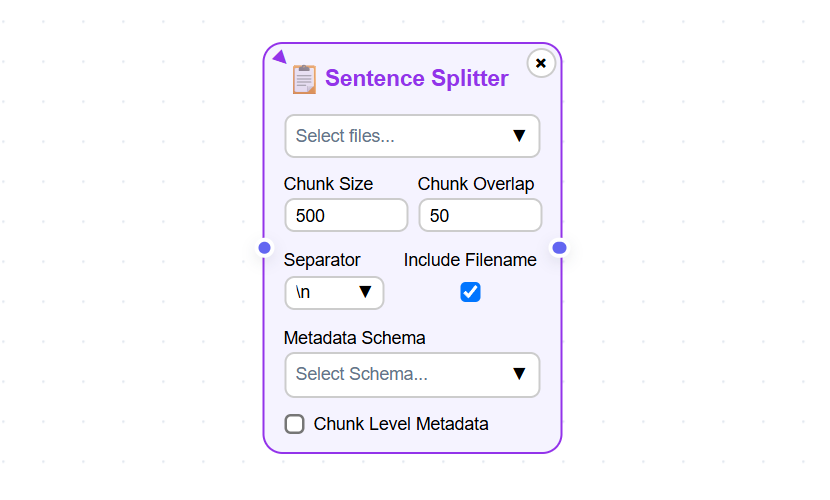 Sentence Splitter
Select files...
Chunk Size Chunk Overlap
500 50
Separator Include Filename
\n
Metadata Schema
Select Schema...
Chunk Level Metadata